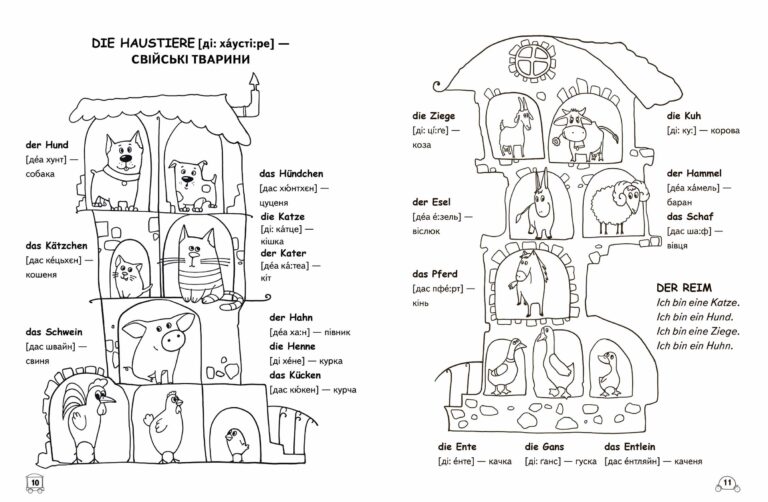 DIE HAUSTIERE [ді: ха́усті:ре] —
СВІЙСЬКІ ТВАРИНИ
der Hund
[де́а хунт] —
собака
das Hündchen
[дас хю́нтхєн] —
цуценя
die Katze
[ді: ка́тце] —
кішка
der Kater
[де́а ка́:теа] —
кіт
das Kätzchen
[дас ке́цьхєн] —
кошеня
der Hahn
[де́а ха:н] — півник
die Henne
[ді хе́не] — курка
das Kücken
[дас кю́кен] — курча
das Schwein
[дас швайн] —
свиня
10
die Ziege
[ді: ці́:ґе] —
коза
die Kuh
[ді: ку:] — корова
der Esel
[де́а е́:зель] —
віслюк
der Hammel
[де́а ха́мель] —
баран
das Schaf
[дас ша:ф] —
вівця
das Pferd
[дас пфе́:рт] —
кінь
DER REIM
Ich bin eine Katze.
Ich bin ein Hund.
Ich bin eine Ziege.
Ich bin ein Huhn.
die Ente
[ді: е́нте] — качка
die Gans
[ді: ґанс] — гуска
das Entlein
[дас е́нтляйн] — каченя
11